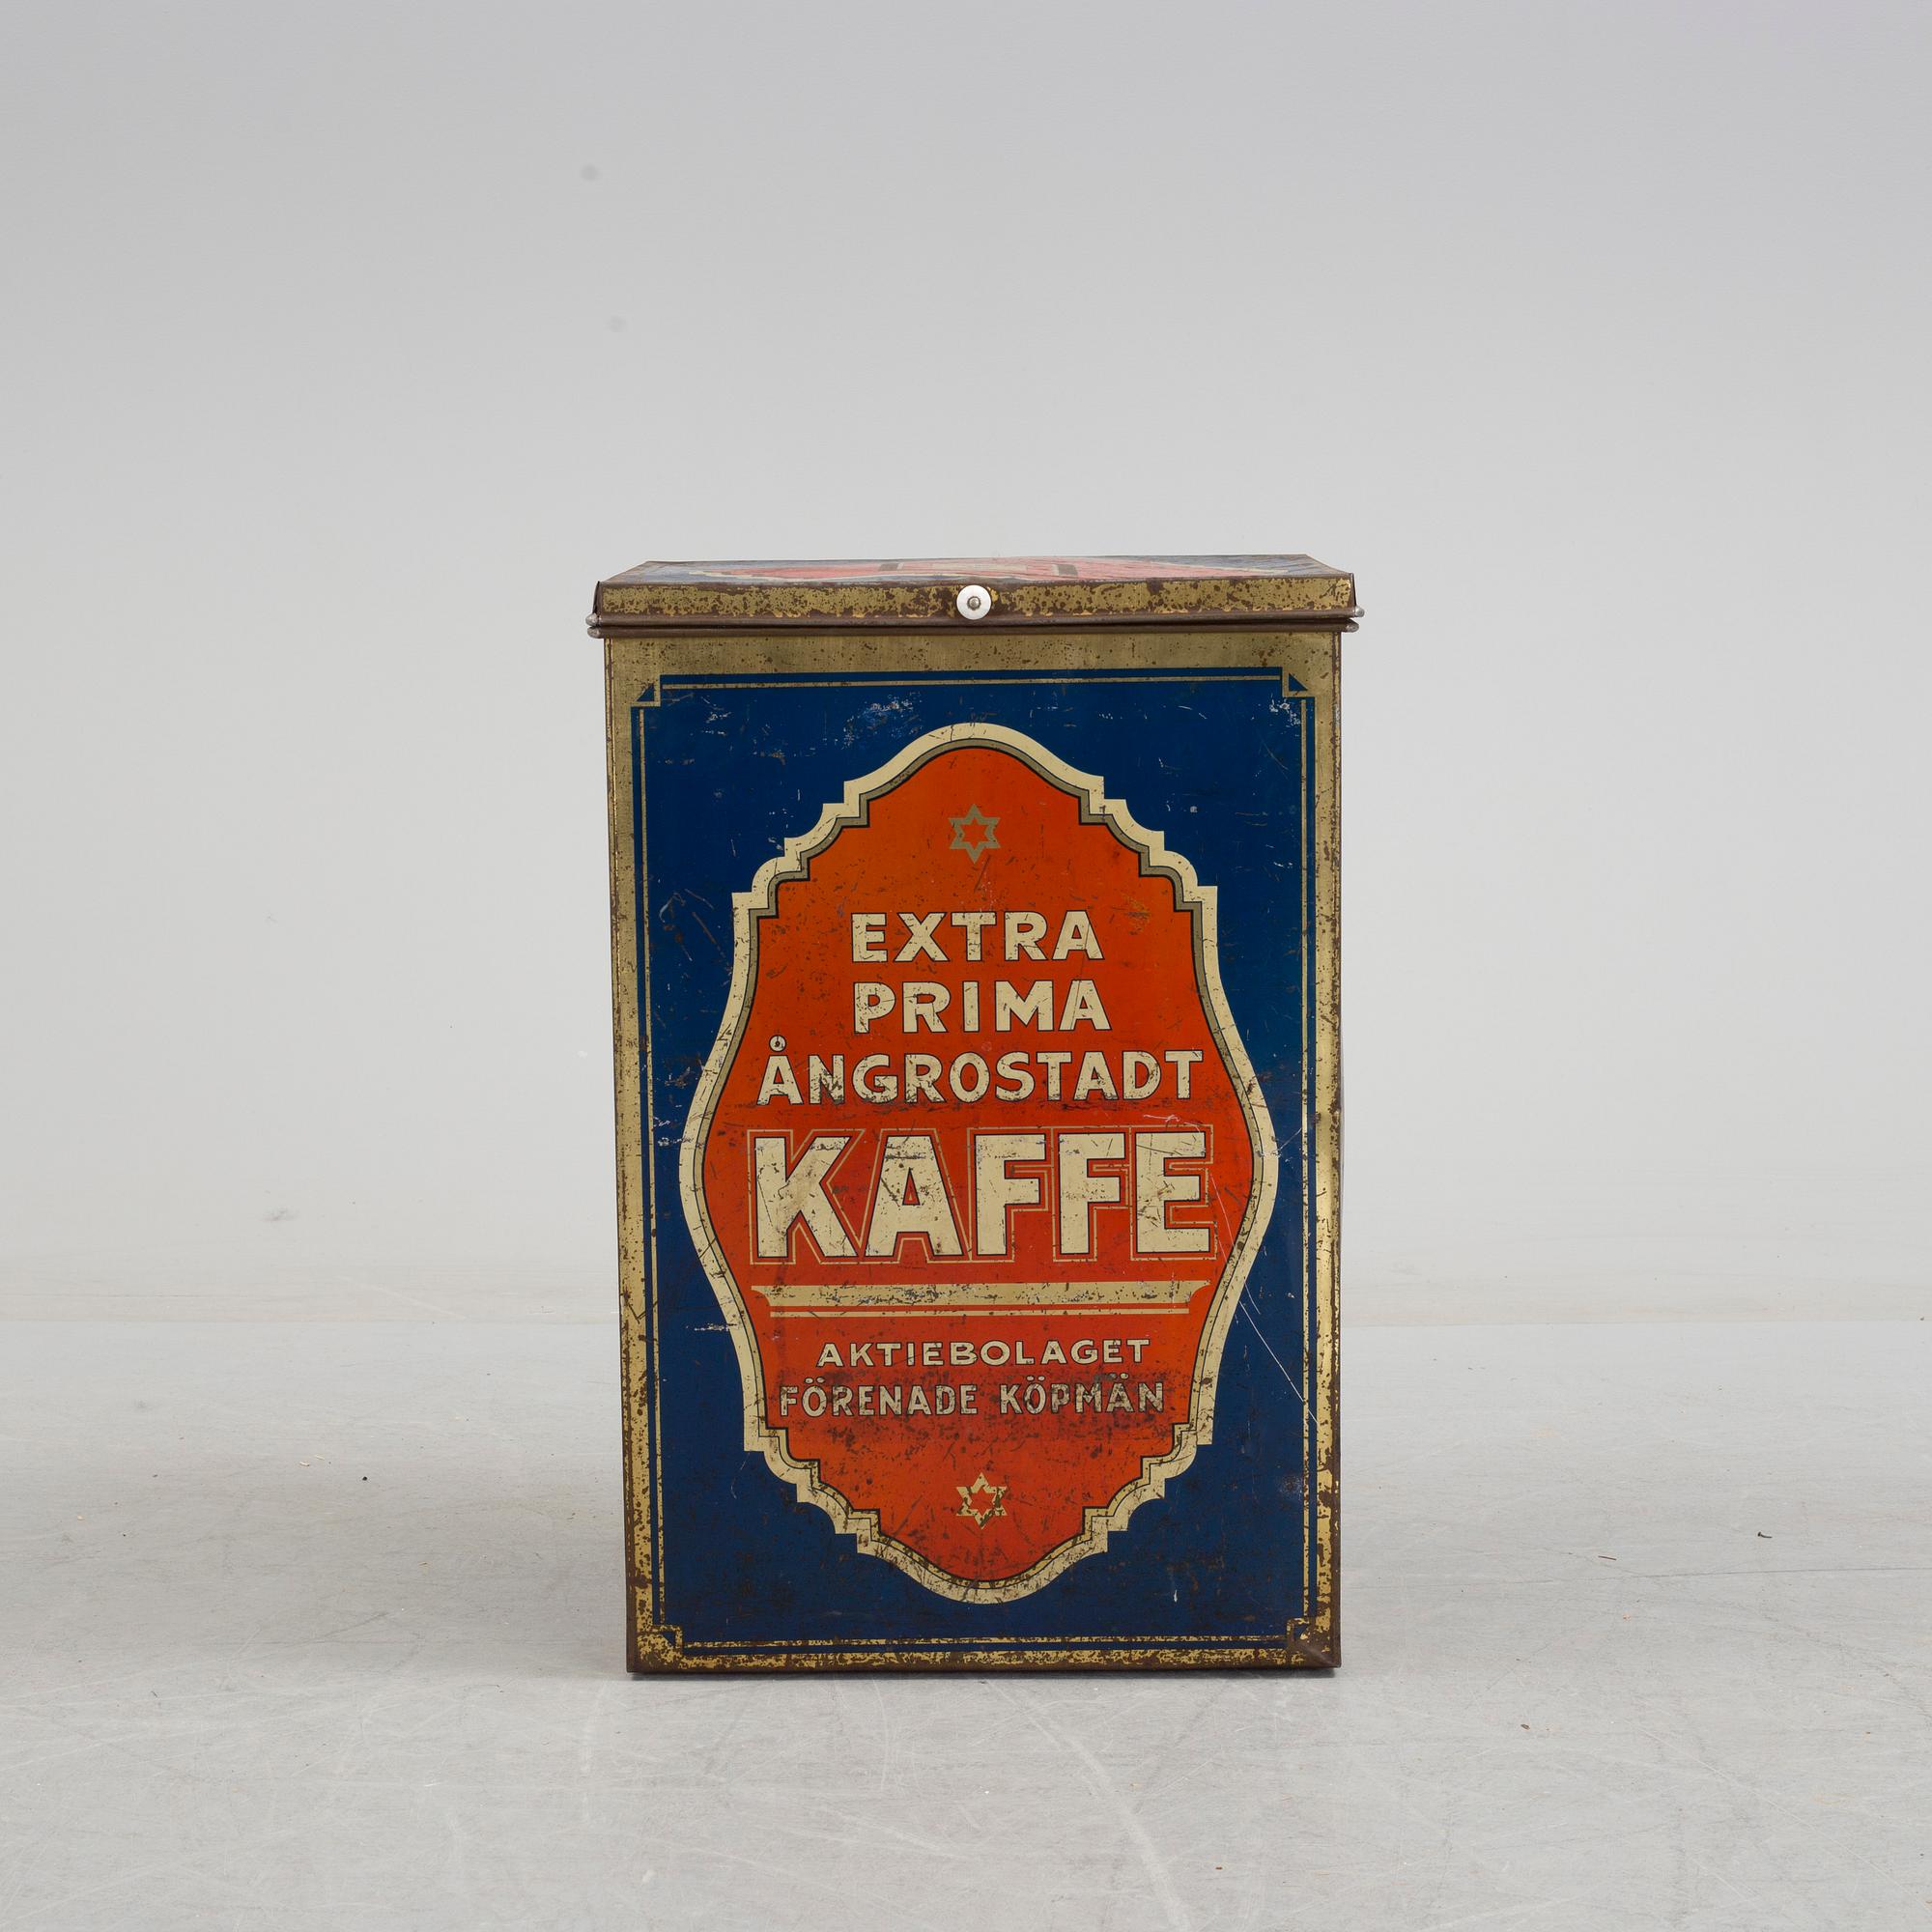 EXTRA
PRIMA
ÅNGROSTADT
KAFFE
AKTIEBOLAGET
FÖRENADE KÖPMÄN